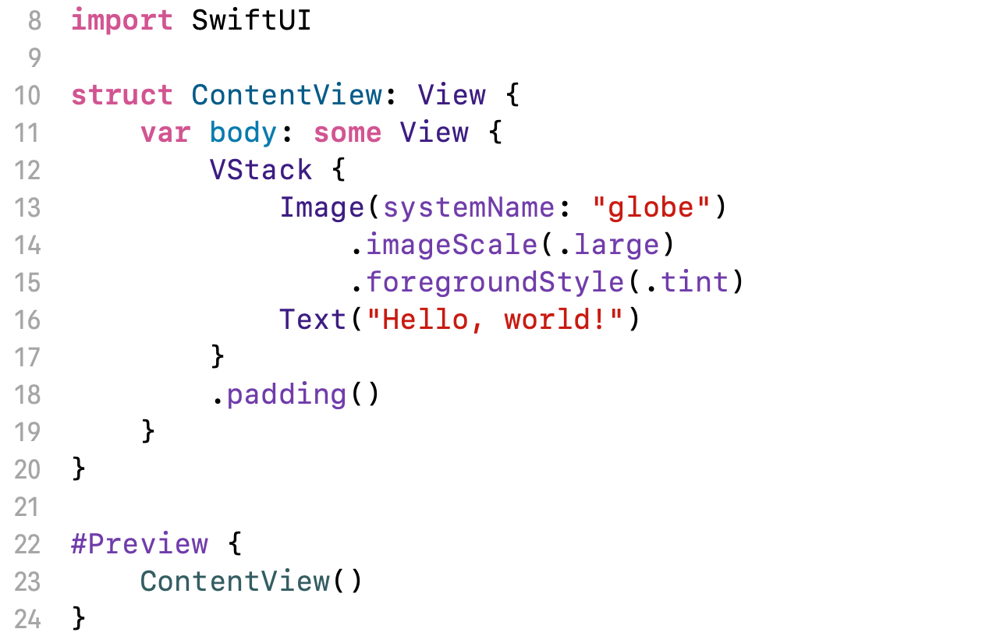 8 import SwiftUI
9
10 struct ContentView: View {
11     var body: some View {
12         VStack {
13             Image(systemName: "globe")
14                 .imageScale(.large)
15                 .foregroundStyle(.tint)
16             Text("Hello, world!")
17         }
18         .padding()
19     }
20 }
21
22 #Preview {
23     ContentView()
24 }